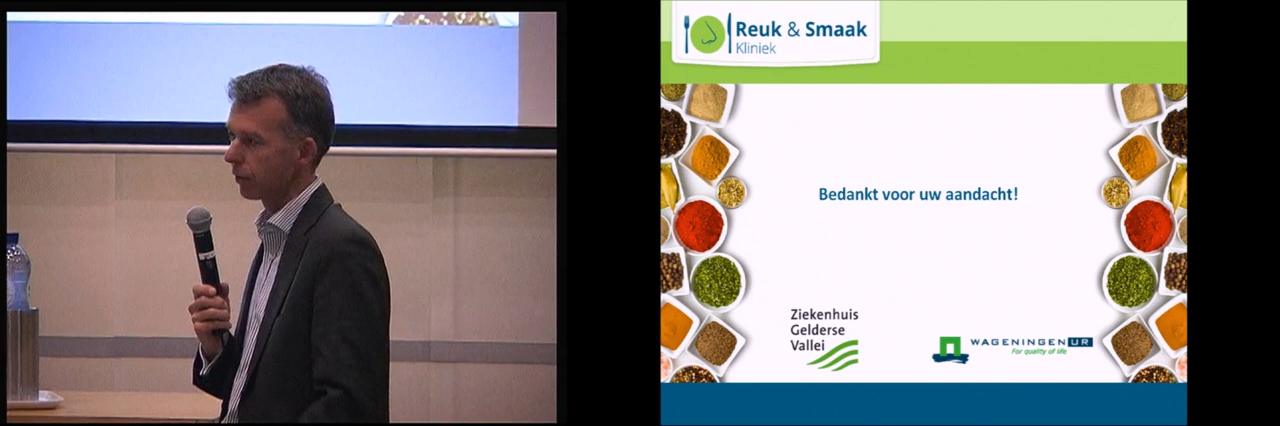 Reuk & Smaak
Kliniek
Bedankt voor uw aandacht!
Ziekenhuis
Gelderse
Vallei
WAGENINGEN UR
For quality of life